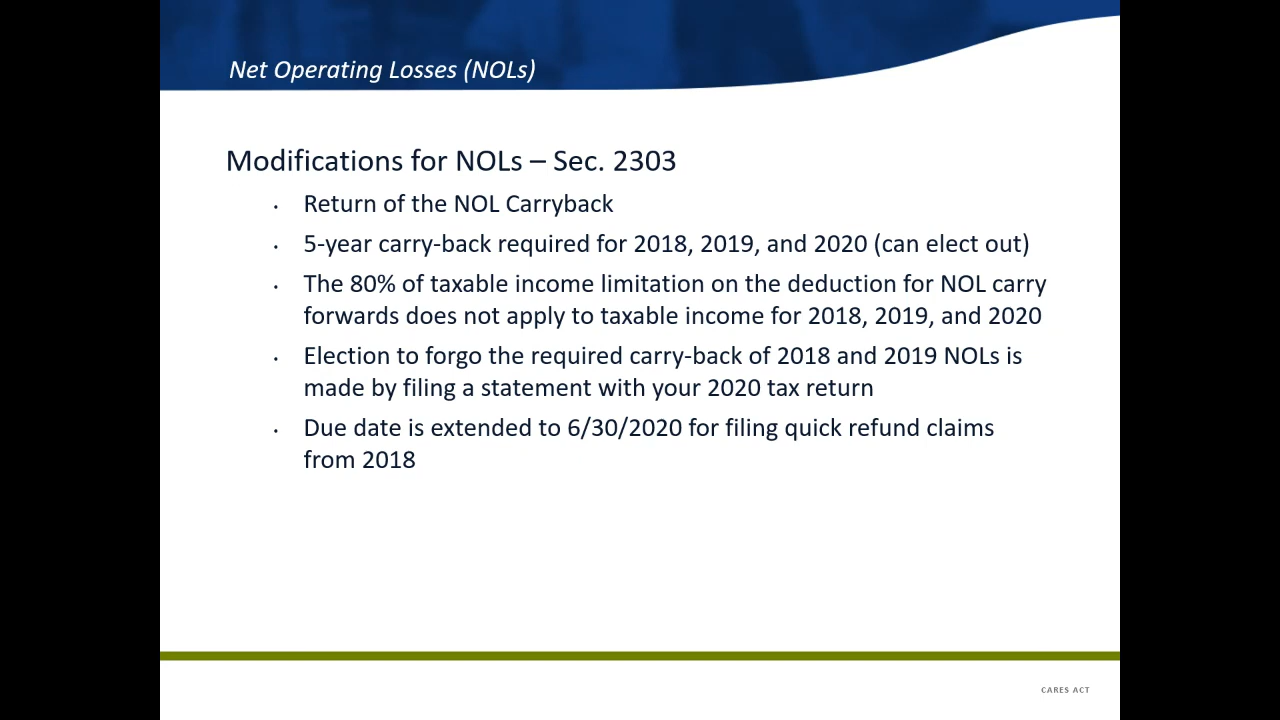 Net Operating Losses (NOLs)
Modifications for NOLs – Sec. 2303
· Return of the NOL Carryback
· 5-year carry-back required for 2018, 2019, and 2020 (can elect out)
· The 80% of taxable income limitation on the deduction for NOL carry
forwards does not apply to taxable income for 2018, 2019, and 2020
· Election to forgo the required carry-back of 2018 and 2019 NOLs is
made by filing a statement with your 2020 tax return
· Due date is extended to 6/30/2020 for filing quick refund claims
from 2018
CARES ACT